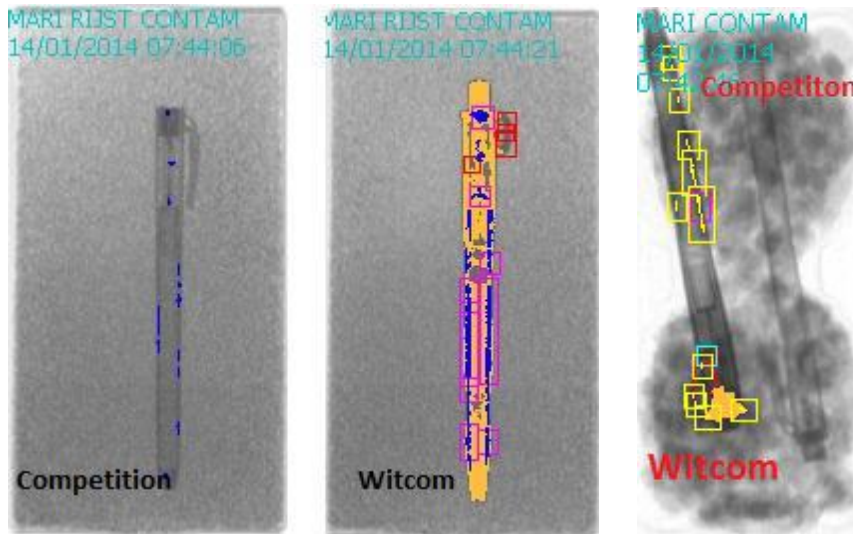 MARI RIJST CONTAM
14/01/2014 07:44:06
Competition
MARI RIJST CONTAM
14/01/2014 07:44:21
Witcom
MARI CONTAM
14/01/2014
Competiton
Witcom